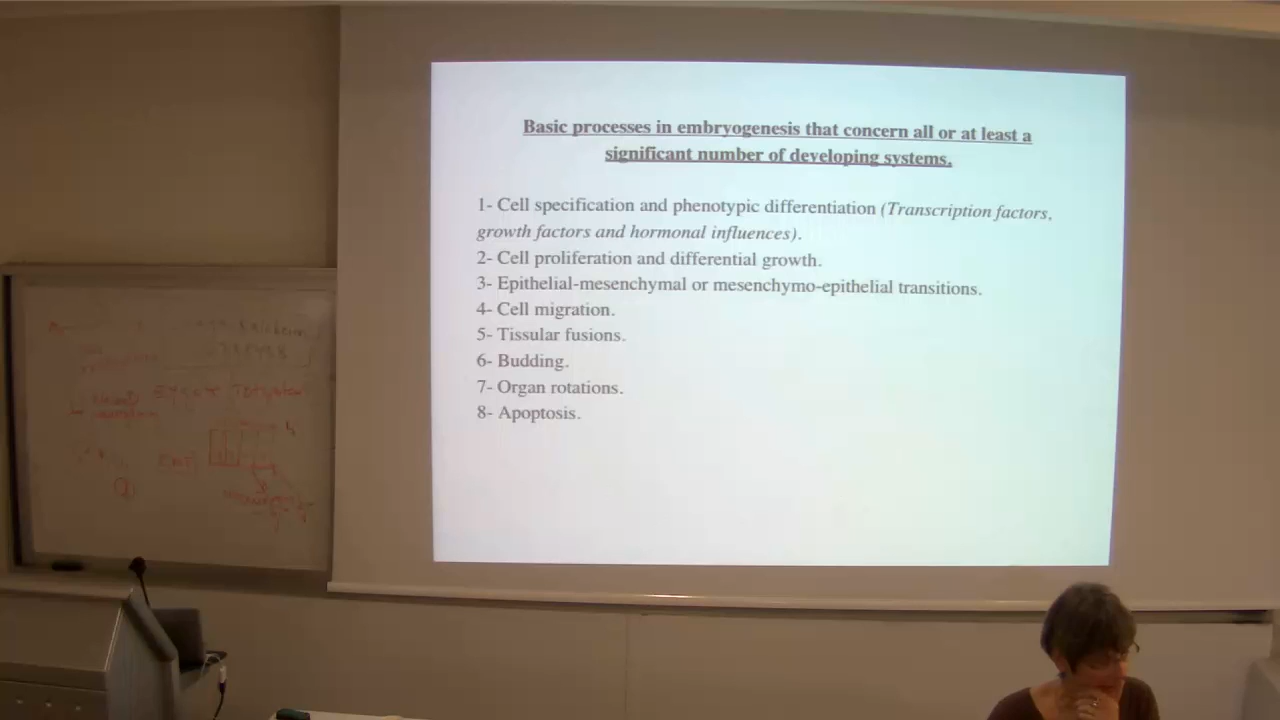 Basic processes in embryogenesis that concern all or at least a
significant number of developing systems.
1- Cell specification and phenotypic differentiation (Transcription factors,
growth factors and hormonal influences).
2- Cell proliferation and differential growth.
3- Epithelial-mesenchymal or mesenchymo-epithelial transitions.
4- Cell migration.
5- Tissular fusions.
6- Budding.
7- Organ rotations.
8- Apoptosis.